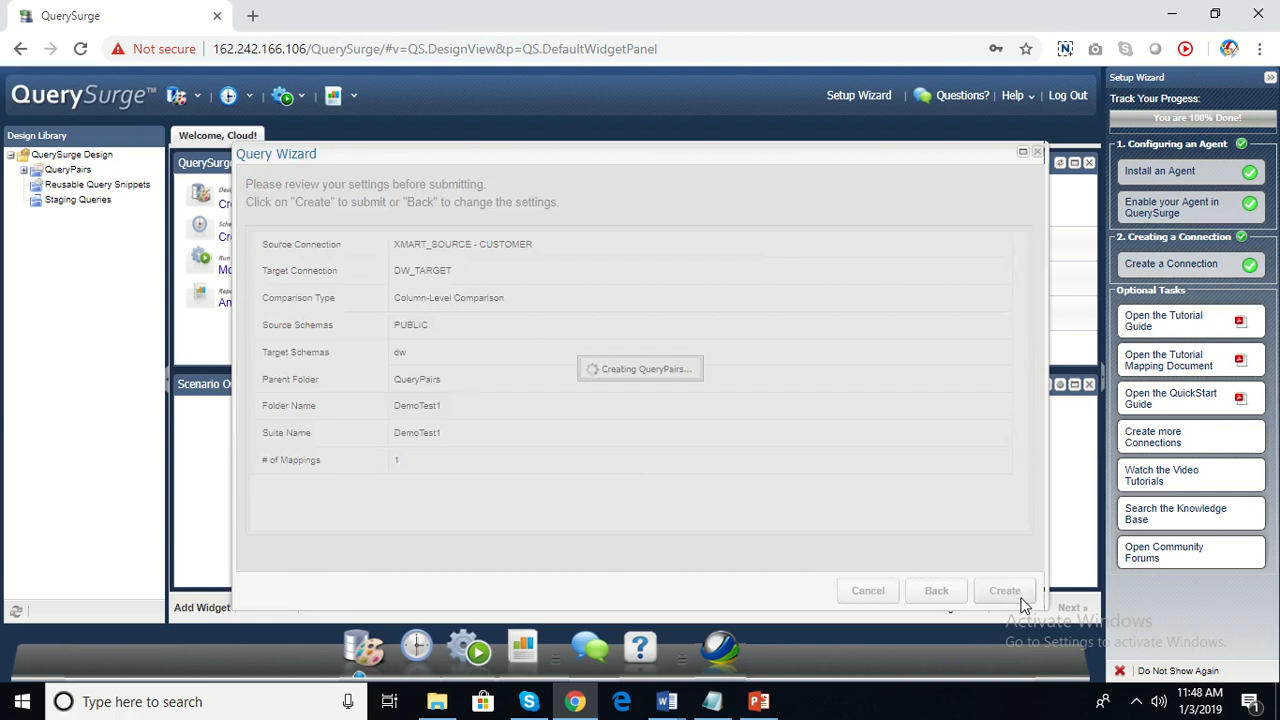 QuerySurge
Not secure
162.242.166.106/QuerySurge/#v=QS.DesignView&p=QS.DefaultWidgetPanel
QuerySurge™
Setup Wizard
Questions?
Help
Log Out
Design Library
QuerySurge Design
QueryPairs
Reusable Query Snippets
Staging Queries
Welcome, Cloud!
QuerySurg
Cre
Cr
Mo
An
Scenario O
Add Widget
Next »
Query Wizard
Please review your settings before submitting.
Click on "Create" to submit or "Back" to change the settings.
Source Connection XMART_SOURCE - CUSTOMER
Target Connection DW_TARGET
Comparison Type Column-Level Comparison
Source Schemas PUBLIC
Target Schemas dw
Parent Folder QueryPairs
Folder Name DemoTest1
Suite Name DemoTest1
# of Mappings 1
Creating QueryPairs...
Cancel
Back
Create
Setup Wizard
Track Your Progess:
You are 100% Done!
1. Configuring an Agent
Install an Agent
Enable your Agent in
QuerySurge
2. Creating a Connection
Create a Connection
Optional Tasks
Open the Tutorial
Guide
Open the Tutorial
Mapping Document
Open the QuickStart
Guide
Create more
Connections
Watch the Video
Tutorials
Search the Knowledge
Base
Open Community
Forums
Do Not Show Again
Activate Windows
Go to Settings to activate Windows.
Type here to search
11:48 AM
1/3/2019